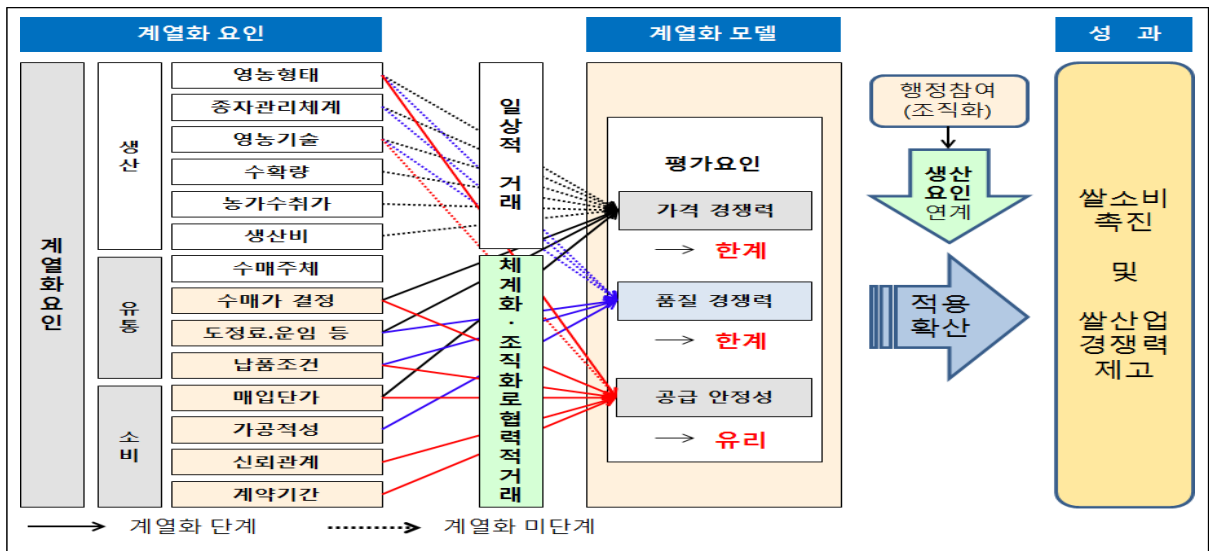 계열화 요인
계열화 모델
성 과
계열화요인
생산
유통
소비
영농형태
종자관리체계
영농기술
수확량
농가수취가
생산비
수매주체
수매가 결정
도정료.운임 등
납품조건
매입단가
가공적성
신뢰관계
계약기간
일상적 거래
체계화·조직화로협력적거래
평가요인
가격 경쟁력
→ 한계
품질 경쟁력
→ 한계
공급 안정성
→ 유리
행정참여
(조직화)
생산
요인
연계
적용
확산
쌀소비
촉진
및
쌀산업
경쟁력
제고
계열화 단계
계열화 미단계